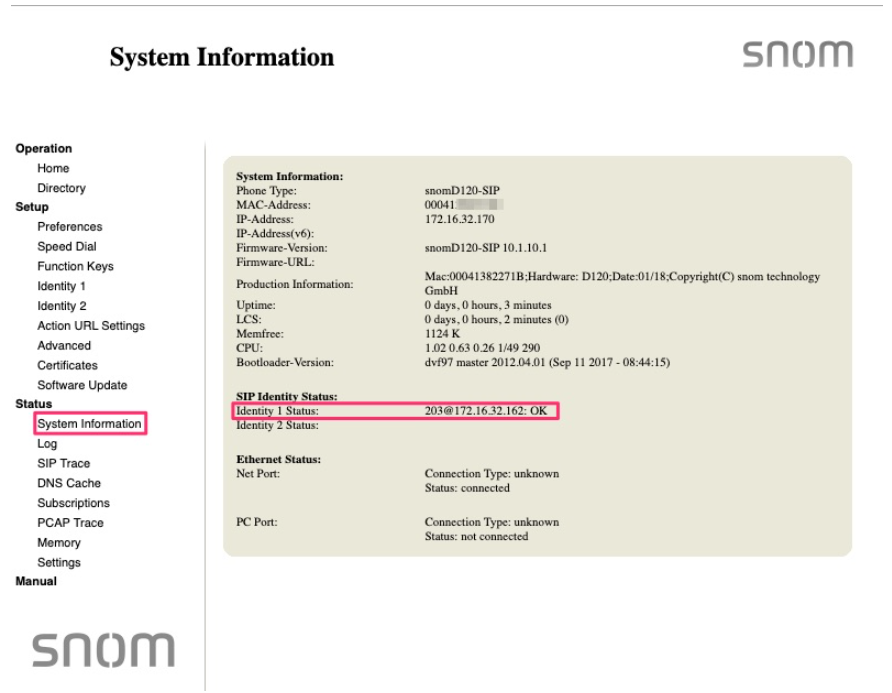 System Information
snom
Operation
Home
Directory
Setup
Preferences
Speed Dial
Function Keys
Identity 1
Identity 2
Action URL Settings
Advanced
Certificates
Software Update
Status
System Information
Log
SIP Trace
DNS Cache
Subscriptions
PCAP Trace
Memory
Settings
Manual
snom
System Information:
Phone Type: snomD120-SIP
MAC-Address: 00041
IP-Address: 172.16.32.170
IP-Address(v6):
Firmware-Version: snomD120-SIP 10.1.10.1
Firmware-URL:
Production Information: Mac:00041382271B;Hardware: D120;Date:01/18;Copyright(C) snom technology
GmbH
Uptime: 0 days, 0 hours, 3 minutes
LCS: 0 days, 0 hours, 2 minutes (0)
Memfree: 1124 K
CPU: 1.02 0.63 0.26 1/49 290
Bootloader-Version: dvf97 master 2012.04.01 (Sep 11 2017 - 08:44:15)
SIP Identity Status:
Identity 1 Status: 203@172.16.32.162: OK
Identity 2 Status:
Ethernet Status:
Net Port: Connection Type: unknown
Status: connected
PC Port: Connection Type: unknown
Status: not connected